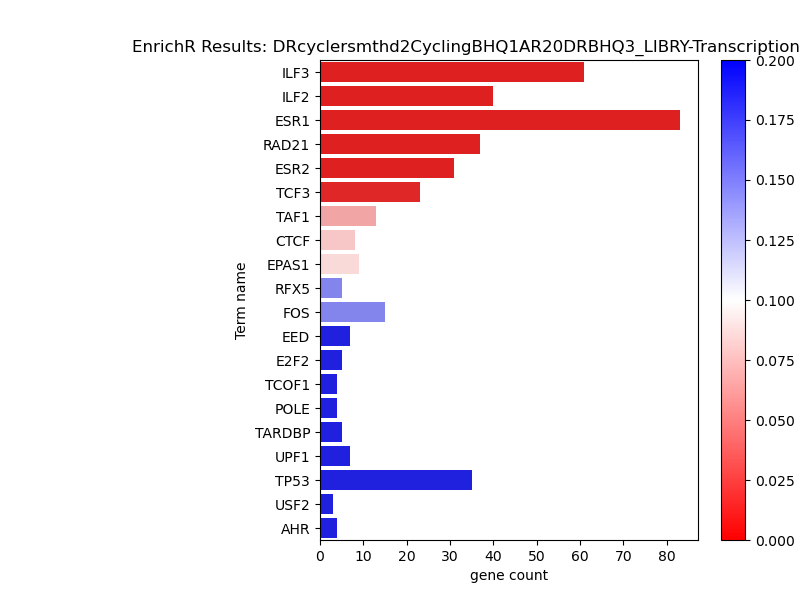 EnrichR Results: DRcyclersmthd2CyclingBHQ1AR20DRBHQ3_LIBRY-Transcription
Term name
ILF3
ILF2
ESR1
RAD21
ESR2
TCF3
TAF1
CTCF
EPAS1
RFX5
FOS
EED
E2F2
TCOF1
POLE
TARDBP
UPF1
TP53
USF2
AHR
0 10 20 30 40 50 60 70 80
gene count
0.200
0.175
0.150
0.125
0.100
0.075
0.050
0.025
0.000